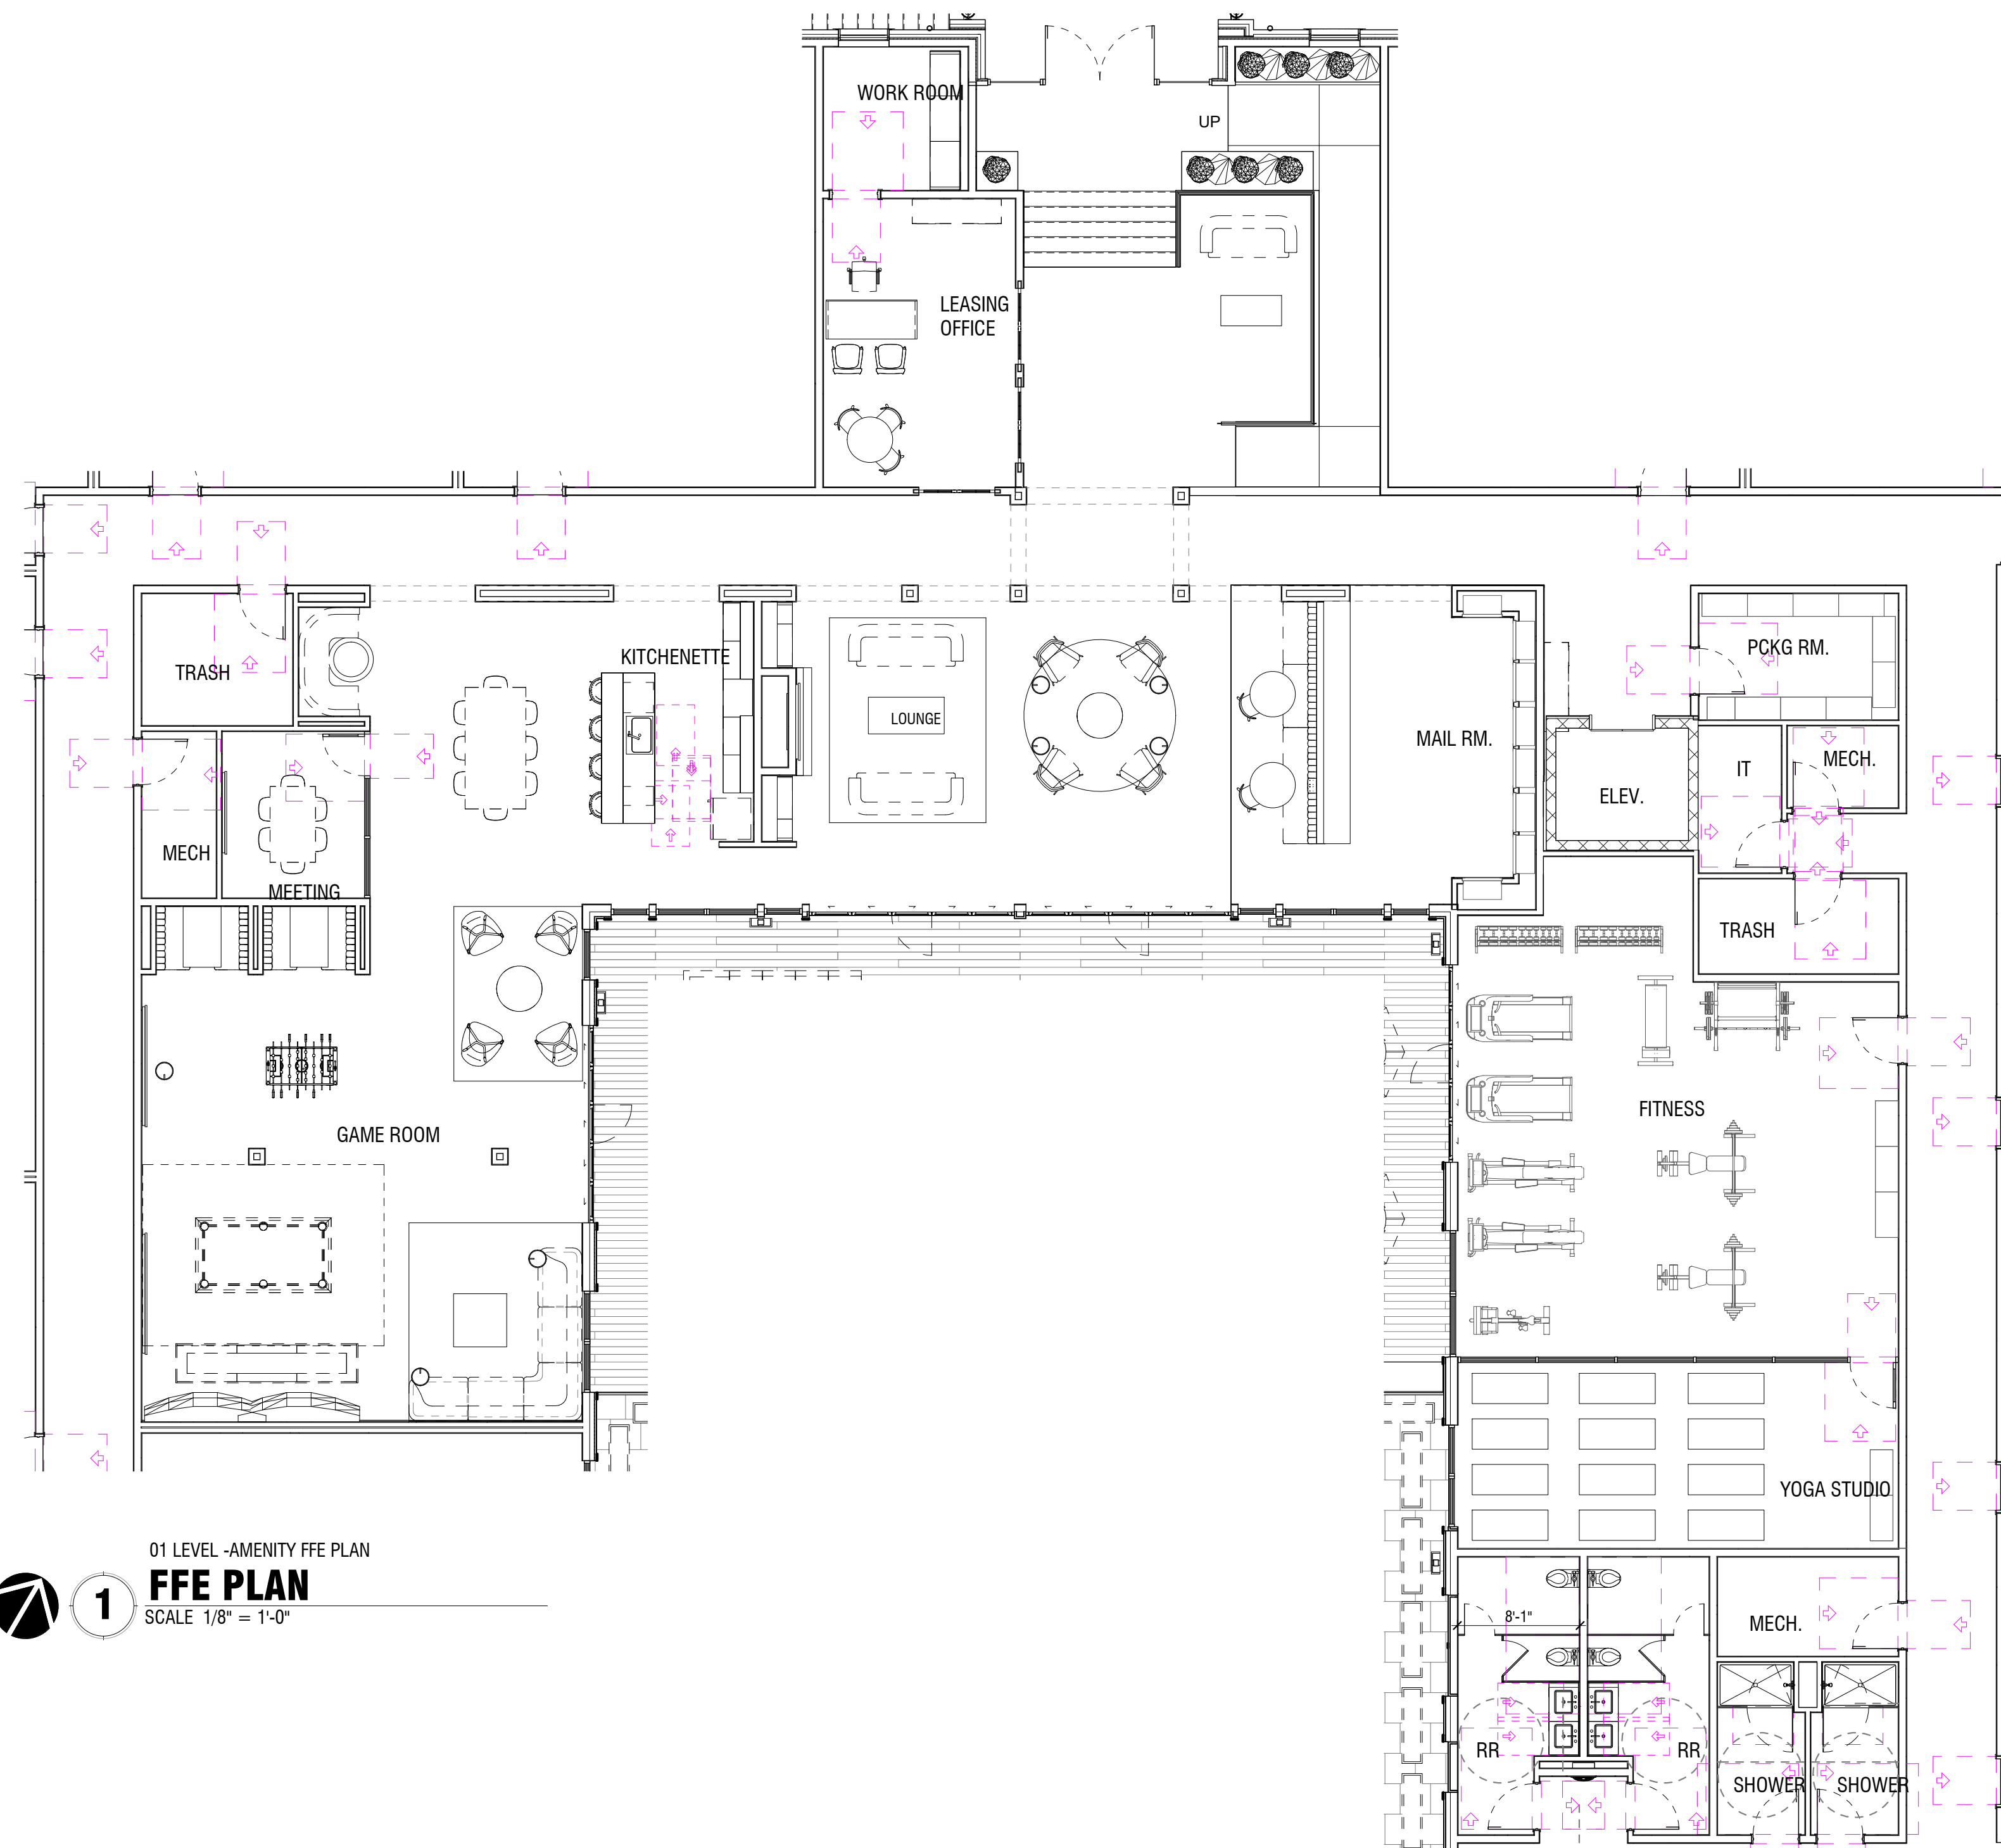 WORK ROOM
UP
LEASING
OFFICE
TRASH
KITCHENETTE
LOUNGE
PCKG RM.
MAIL RM.
IT
MECH.
ELEV.
MECH
MEETING
TRASH
GAME ROOM
FITNESS
YOGA STUDIO
01 LEVEL -AMENITY FFE PLAN
1
FFE PLAN
SCALE 1/8" = 1'-0"
8'-1"
MECH.
RR
RR
SHOWER
SHOWER